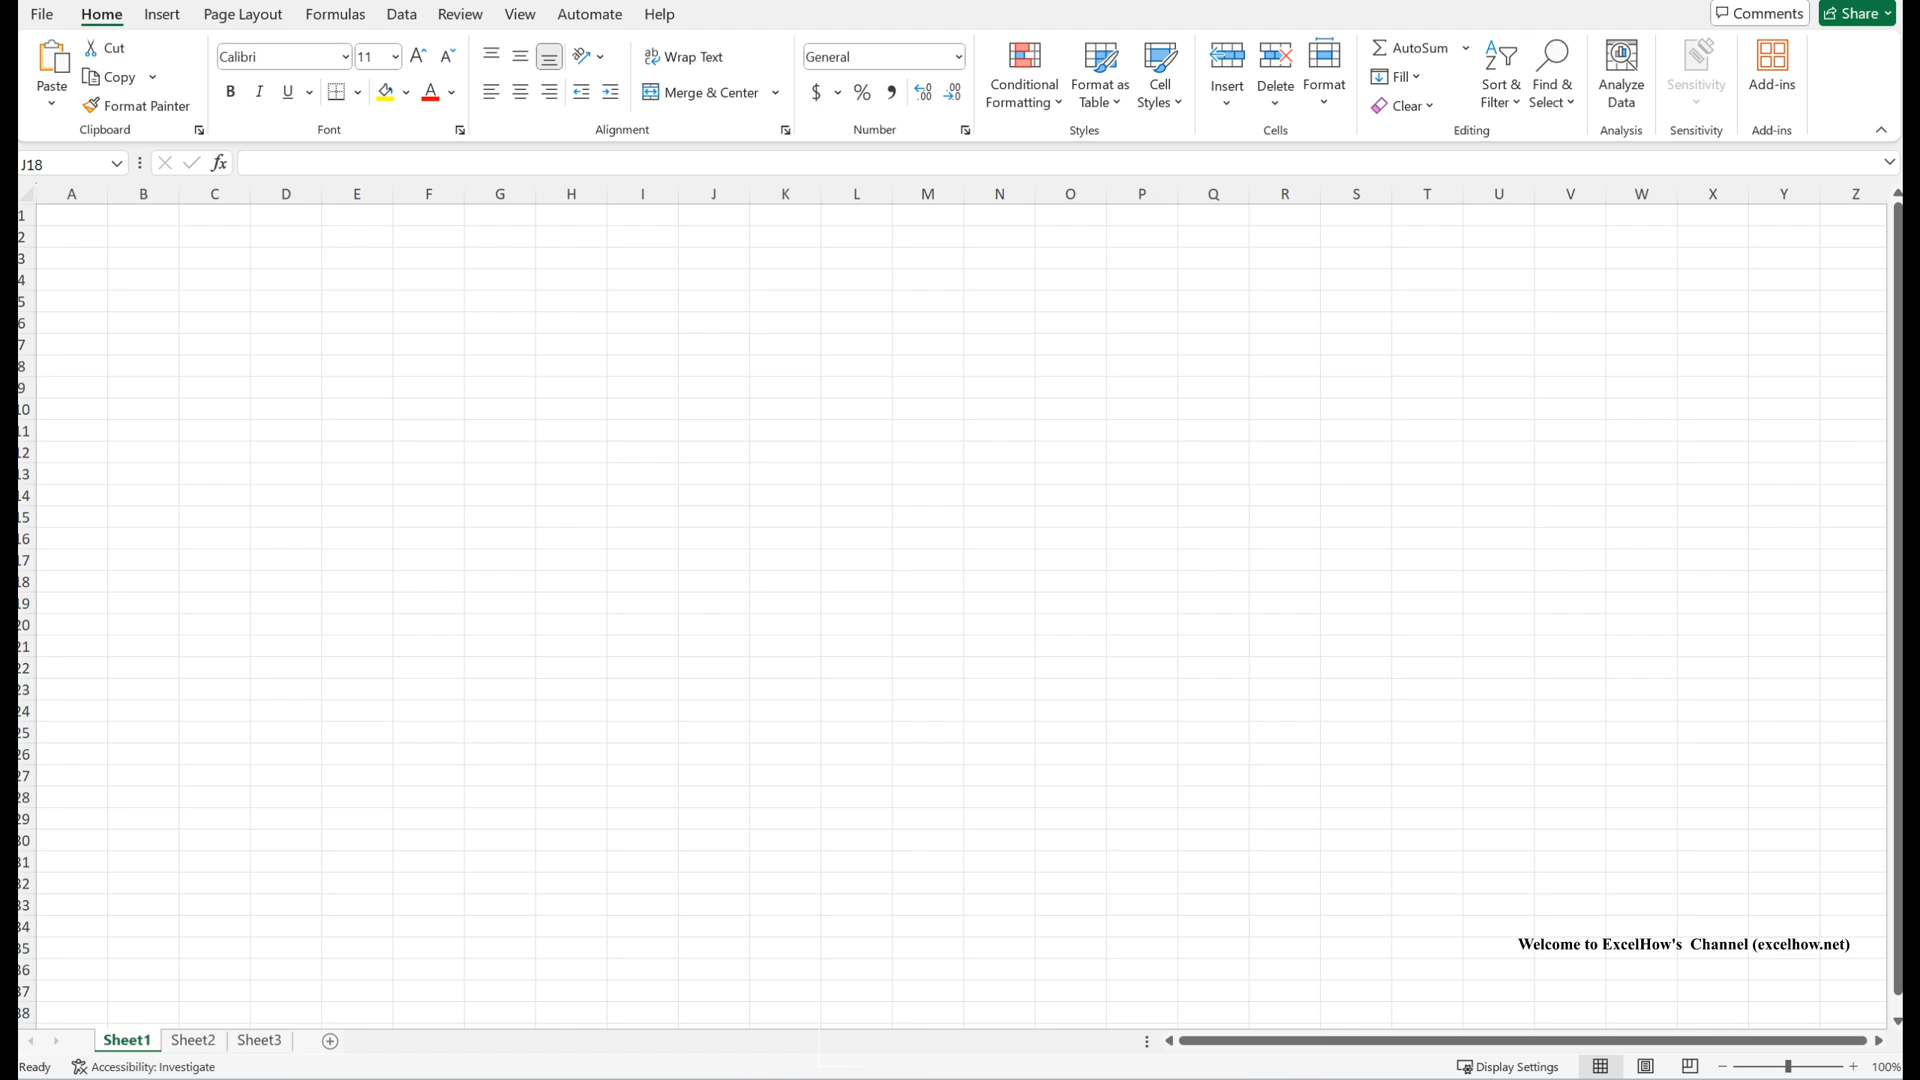 File Home Insert Page Layout Formulas Data Review View Automate Help Comments Share
Paste Cut Copy Format Painter Clipboard
Calibri 11 B I U A Font
Wrap Text Merge & Center Alignment
General $ % Number
Conditional Formatting Format as Table Cell Styles Styles
Insert Delete Format Cells
AutoSum Fill Clear Sort & Filter Find & Select Editing
Analyze Data Analysis
Sensitivity Sensitivity
Add-ins Add-ins
J18 fx
A B C D E F G H I J K L M N O P Q R S T U V W X Y Z
1
2
3
4
5
6
7
8
9
10
11
12
13
14
15
16
17
18
19
20
21
22
23
24
25
26
27
28
29
30
31
32
33
34
35
36
37
38
Welcome to ExcelHow's Channel (excelhow.net)
Sheet1 Sheet2 Sheet3
Ready Accessibility: Investigate Display Settings 100%